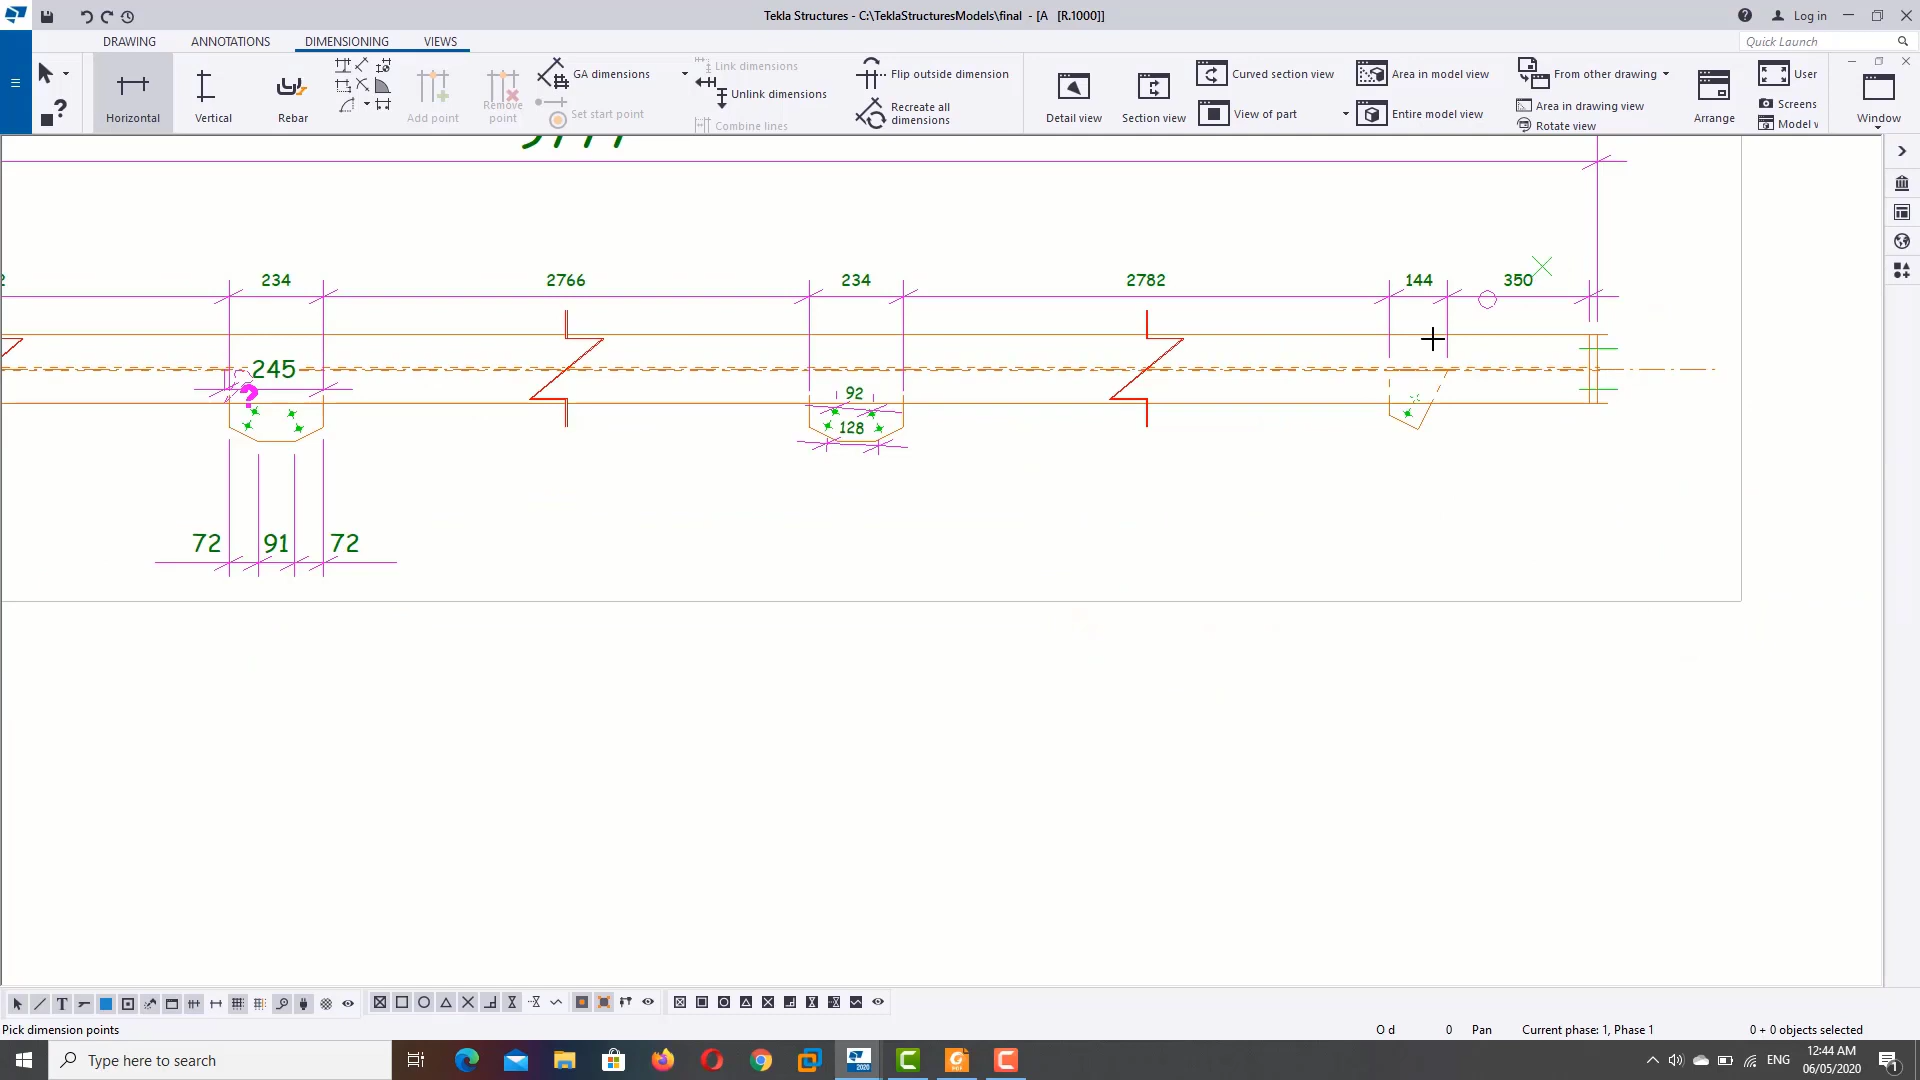 Tekla Structures - C:\TeklaStructuresModels\final - [A [R.1000]]
Log in
DRAWING
ANNOTATIONS
DIMENSIONING
VIEWS
Quick Launch
Horizontal
Vertical
Rebar
Add point
Remove point
GA dimensions
Set start point
Link dimensions
Unlink dimensions
Combine lines
Flip outside dimension
Recreate all dimensions
Detail view
Section view
Curved section view
View of part
Area in model view
Entire model view
From other drawing
Area in drawing view
Rotate view
Arrange
User
Screens
Model v
Window
234
2766
234
2782
144
350
245
?
92
128
72
91
72
Pick dimension points
O d
0
Pan
Current phase: 1, Phase 1
0 + 0 objects selected
Type here to search
2020
PDF
ENG
12:44 AM
06/05/2020
1